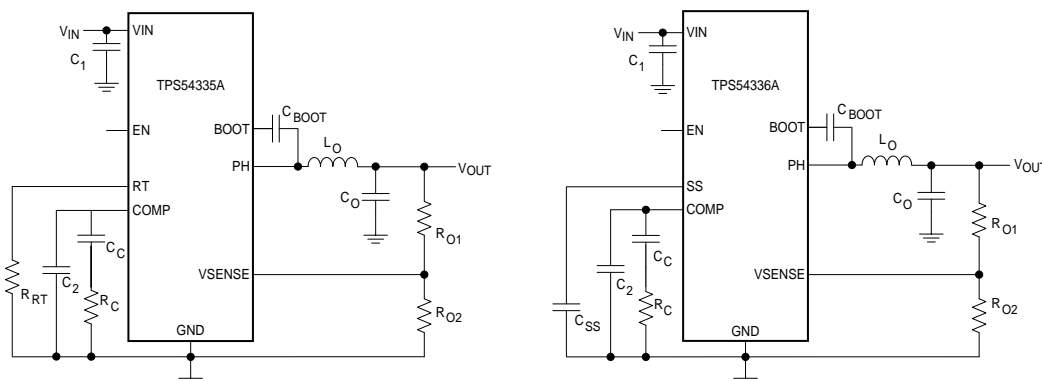 VIN
VIN
C1
TPS54335A
CBOOT
BOOT
EN
LO
PH
VOUT
RT
CO
COMP
RO1
CC
VSENSE
C2
RRT
RC
RO2
GND
VIN
VIN
C1
TPS54336A
CBOOT
BOOT
EN
LO
PH
VOUT
SS
CO
COMP
RO1
CC
VSENSE
C2
RC
CSS
RO2
GND